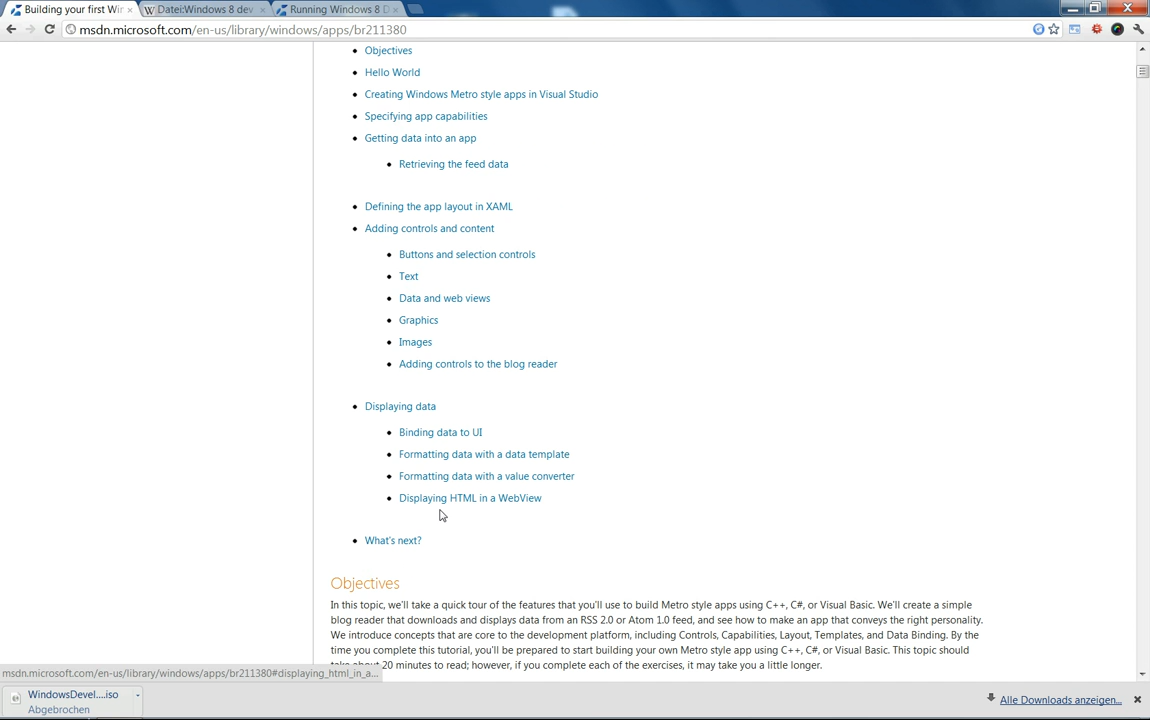 Building your first Wir
Datei:Windows 8 dev
Running Windows 8 D
msdn.microsoft.com/en-us/library/windows/apps/br211380
Objectives
Hello World
Creating Windows Metro style apps in Visual Studio
Specifying app capabilities
Getting data into an app
Retrieving the feed data
Defining the app layout in XAML
Adding controls and content
Buttons and selection controls
Text
Data and web views
Graphics
Images
Adding controls to the blog reader
Displaying data
Binding data to UI
Formatting data with a data template
Formatting data with a value converter
Displaying HTML in a WebView
What's next?
Objectives
In this topic, we'll take a quick tour of the features that you'll use to build Metro style apps using C++, C#, or Visual Basic. We'll create a simple
blog reader that downloads and displays data from an RSS 2.0 or Atom 1.0 feed, and see how to make an app that conveys the right personality.
We introduce concepts that are core to the development platform, including Controls, Capabilities, Layout, Templates, and Data Binding. By the
time you complete this tutorial, you'll be prepared to start building your own Metro style app using C++, C#, or Visual Basic. This topic should
take about 20 minutes to read; however, if you complete each of the exercises, it may take you a little longer.
msdn.microsoft.com/en-us/library/windows/apps/br211380#displaying_html_in_a...
WindowsDevel....iso
Abgebrochen
Alle Downloads anzeigen...